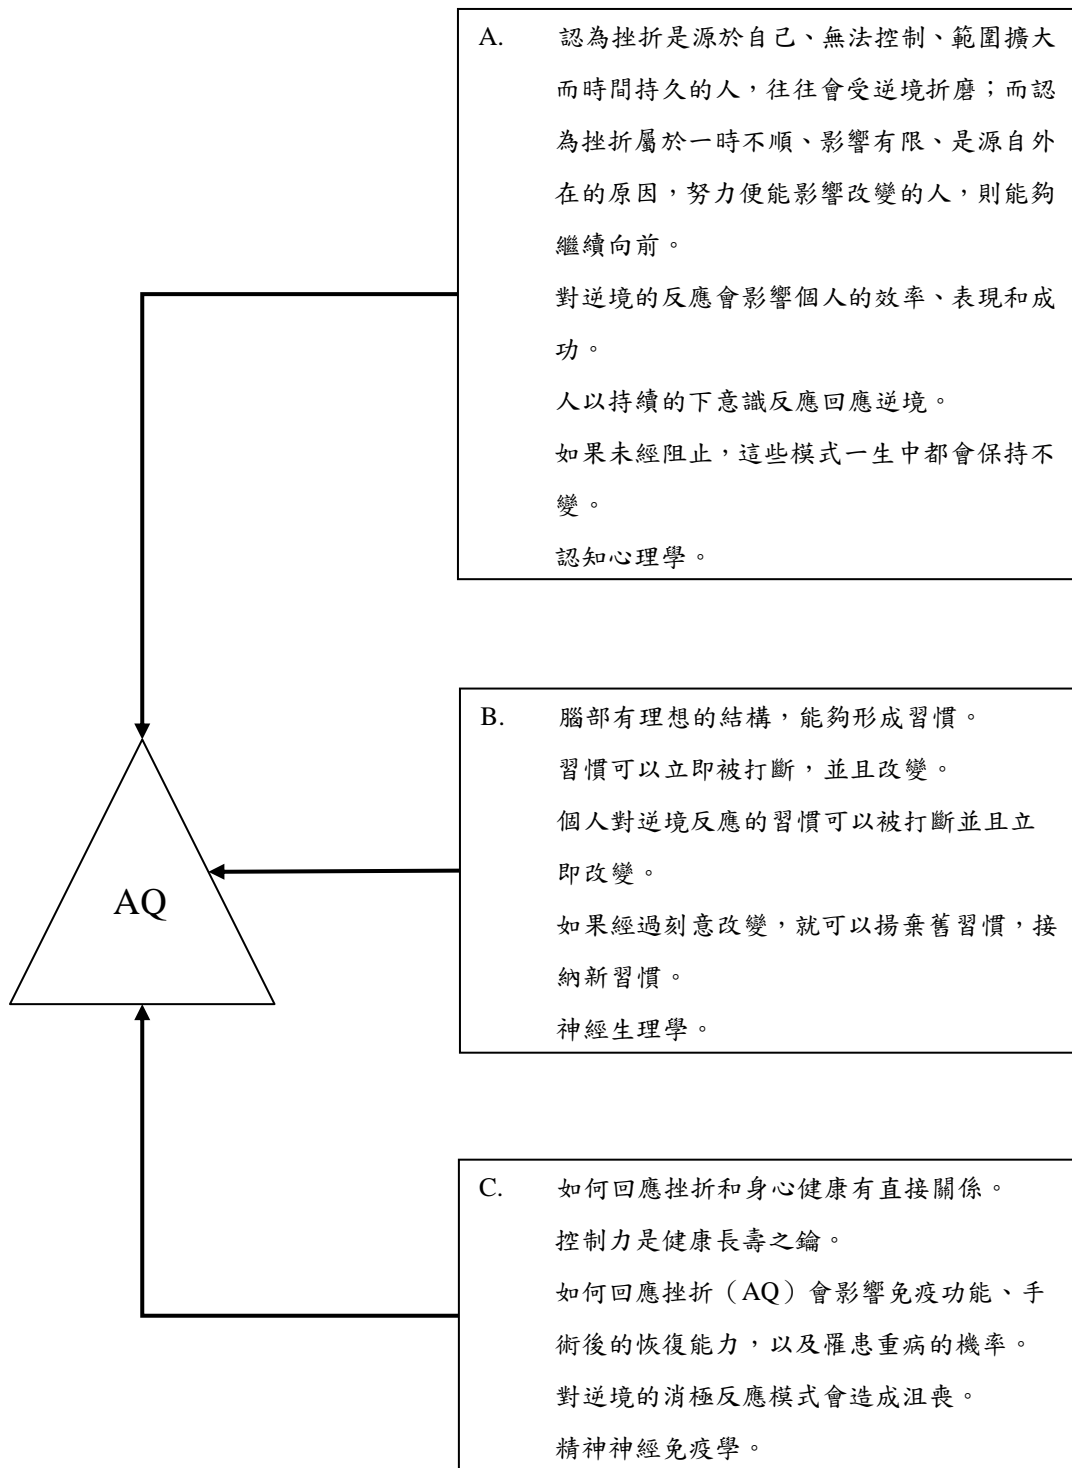 A. 認為挫折是源於自己、無法控制、範圍擴大
而時間持久的人，往往會受逆境折磨；而認
為挫折屬於一時不順、影響有限、是源自外
在的原因，努力便能影響改變的人，則能夠
繼續向前。
對逆境的反應會影響個人的效率、表現和成
功。
人以持續的下意識反應回應逆境。
如果未經阻止，這些模式一生中都會保持不
變。
認知心理學。
B. 腦部有理想的結構，能夠形成習慣。
習慣可以立即被打斷，並且改變。
個人對逆境反應的習慣可以被打斷並且立
即改變。
AQ
如果經過刻意改變，就可以揚棄舊習慣，接
納新習慣。
神經生理學。
C. 如何回應挫折和身心健康有直接關係。
控制力是健康長壽之鑰。
如何回應挫折（AQ）會影響免疫功能、手
術後的恢復能力，以及罹患重病的機率。
對逆境的消極反應模式會造成沮喪。
精神神經免疫學。